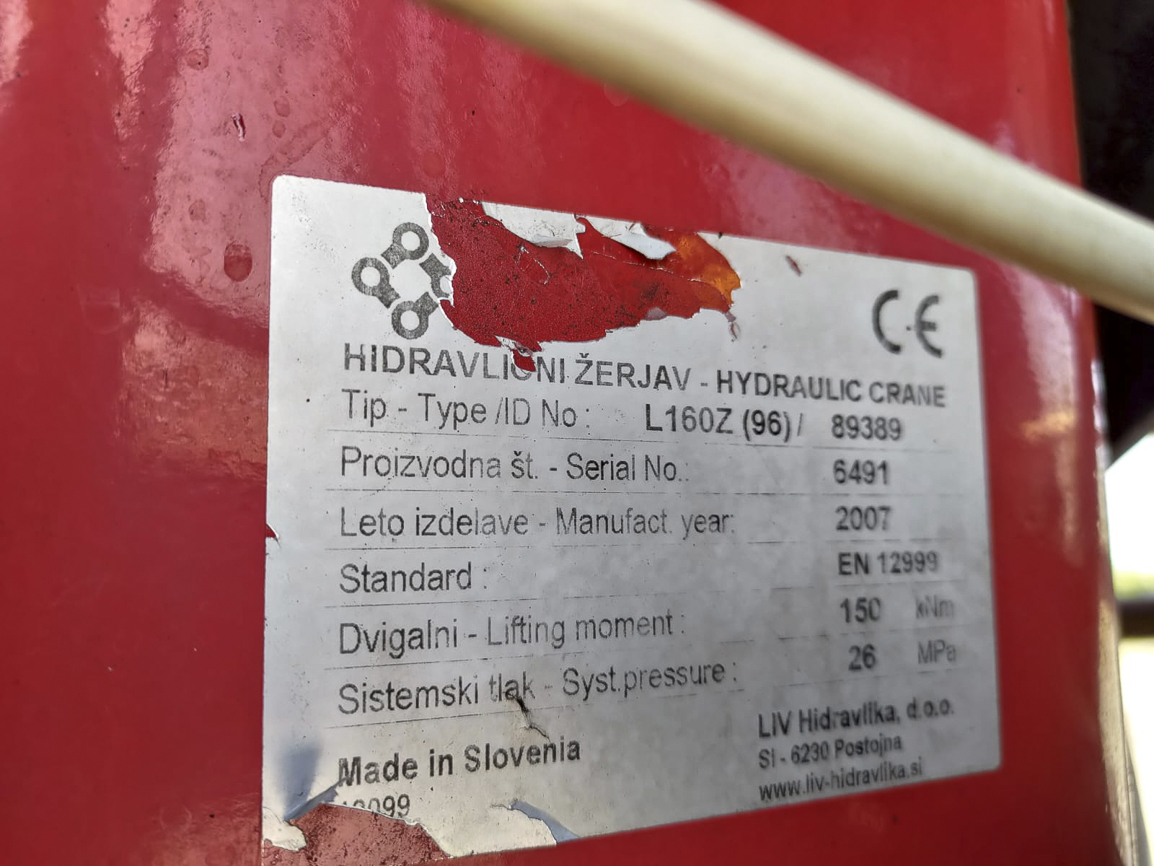 CE
HIDRAVLIČNI ŽERJAV - HYDRAULIC CRANE
Tip - Type /ID No : L160Z (96) / 89389
Proizvodna št. - Serial No.: 6491
Leto izdelave - Manufact. year: 2007
Standard : EN 12999
Dvigalni - Lifting moment : 150 kNm
Sistemski tlak - Syst.pressure : 26 MPa
Made in Slovenia
LIV Hidravlika, d.o.o.
SI - 6230 Postojna
www.liv-hidravlika.si